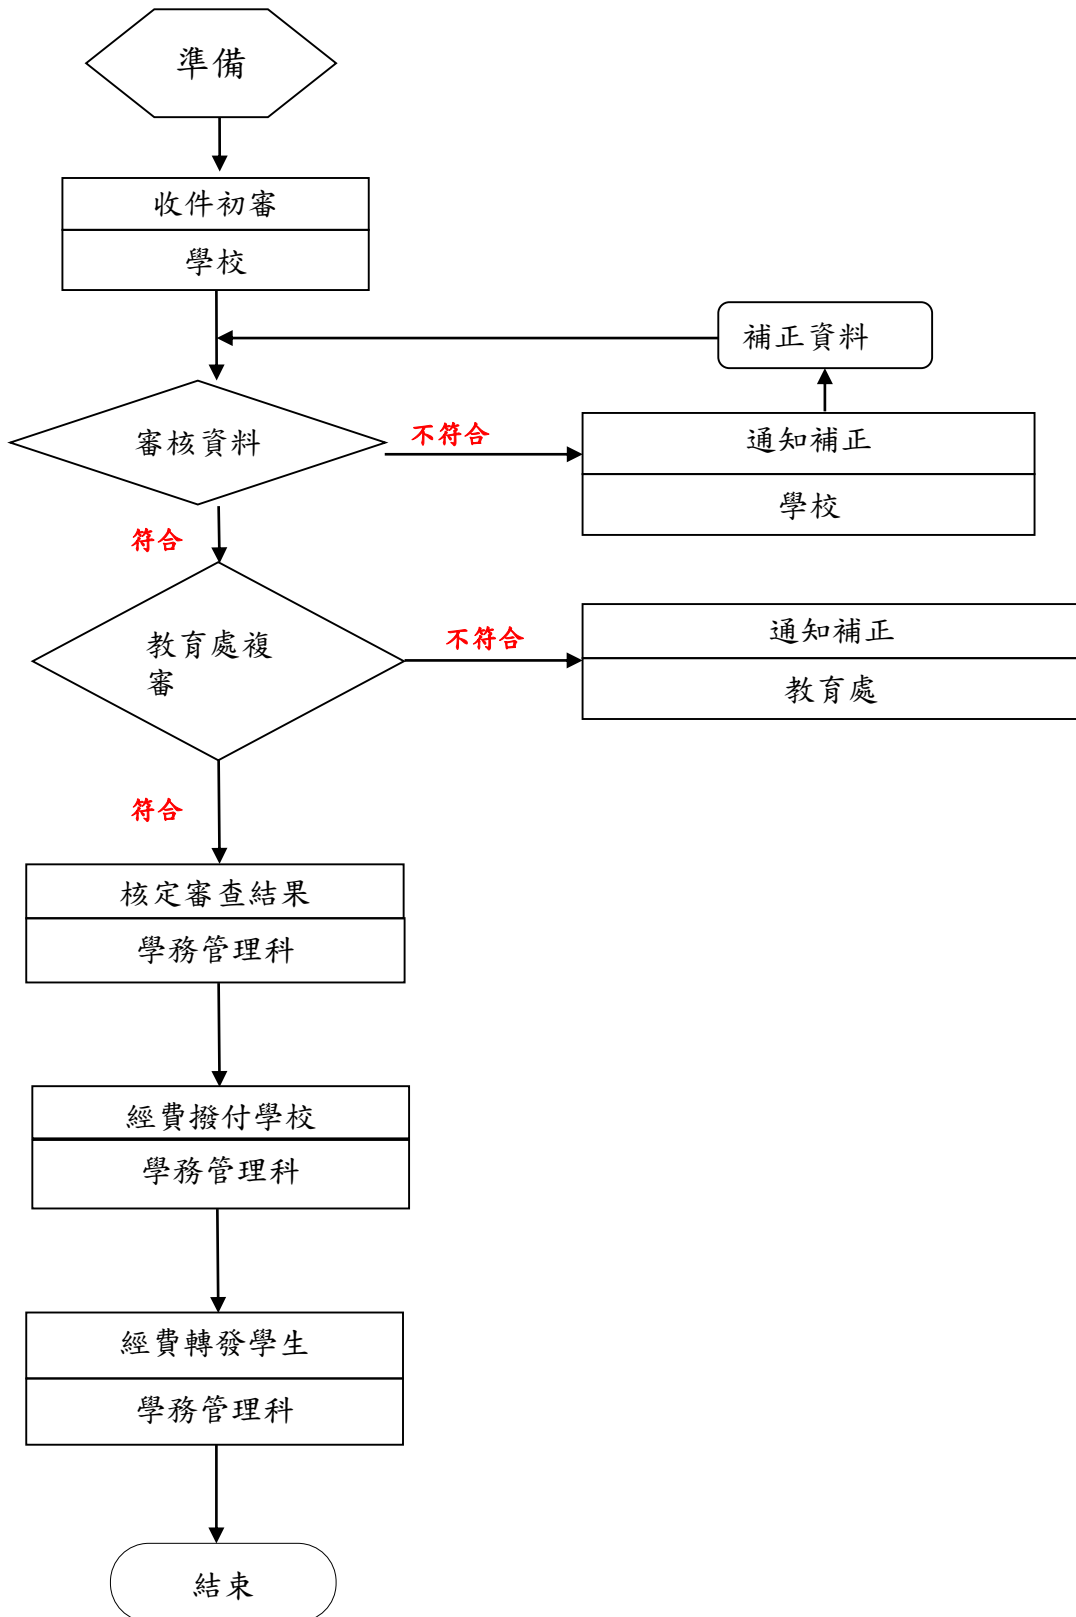 準備
收件初審
學校
補正資料
審核資料
不符合
通知補正
學校
符合
教育處複
審
不符合
通知補正
教育處
符合
核定審查結果
學務管理科
經費撥付學校
學務管理科
經費轉發學生
學務管理科
結束